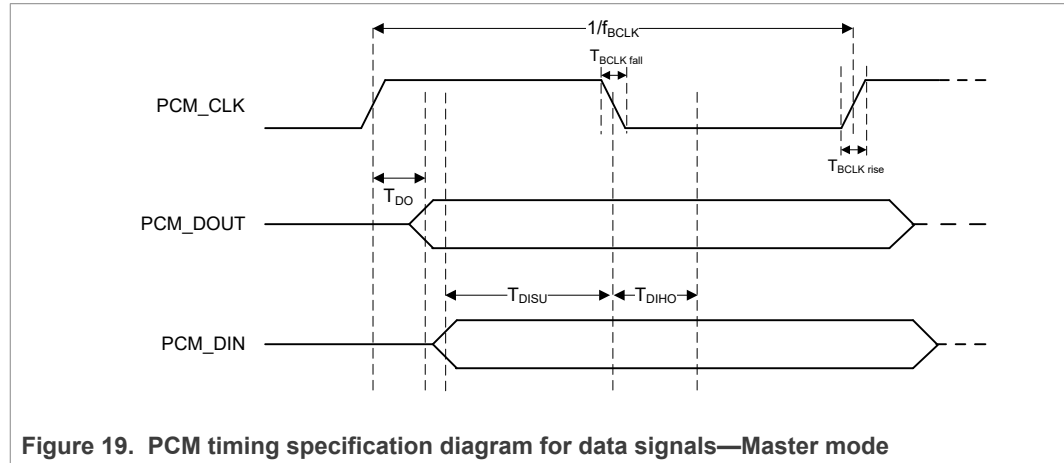 1/fBCLK
TBCLK fall
PCM_CLK
TBCLK rise
TDO
PCM_DOUT
TDISU
TDIHO
PCM_DIN
Figure 19. PCM timing specification diagram for data signals—Master mode